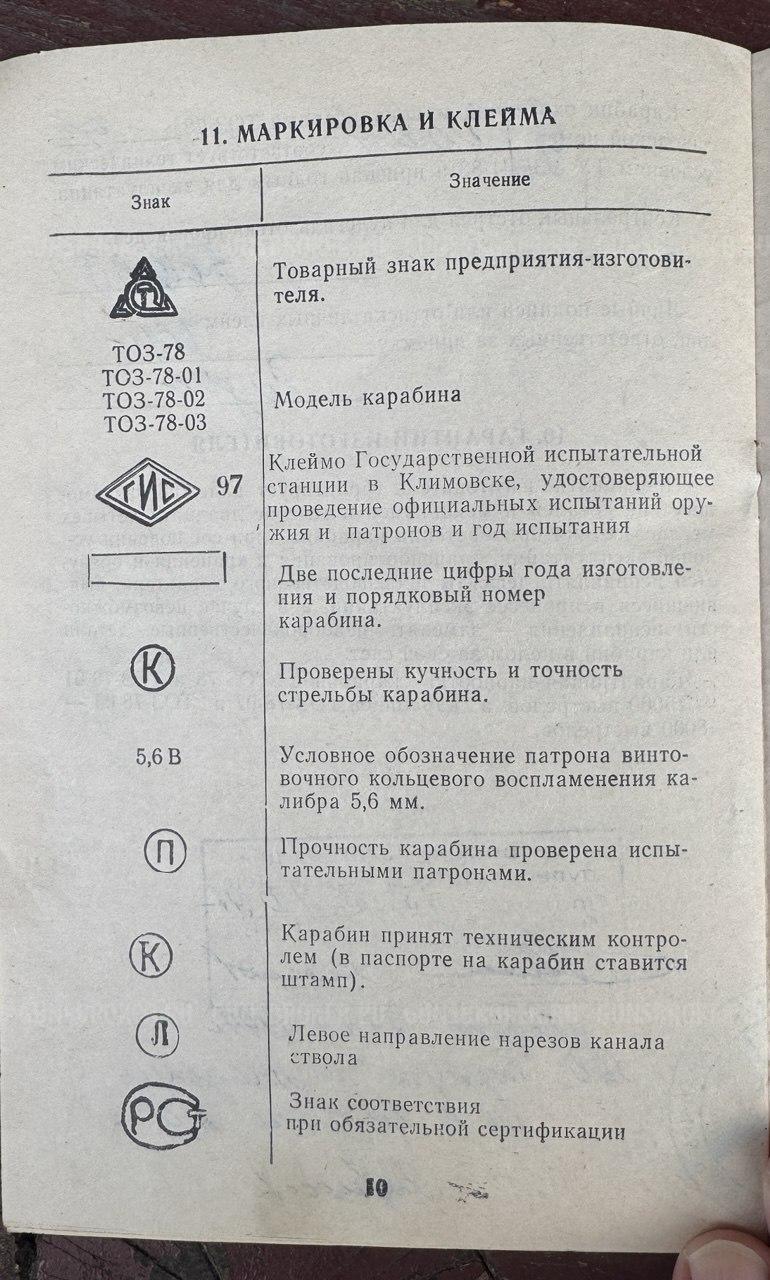 11. МАРКИРОВКА И КЛЕЙМА
Знак
Значение
Товарный знак предприятия-изготови-
теля.
ТОЗ-78
ТОЗ-78-01
ТОЗ-78-02
ТОЗ-78-03
Модель карабина
ГИС 97
Клеймо Государственной испытательной
станции в Климовске, удостоверяющее
проведение официальных испытаний ору-
жия и патронов и год испытания
Две последние цифры года изготовле-
ния и порядковый номер
карабина.
К
Проверены кучность и точность
стрельбы карабина.
5,6 В
Условное обозначение патрона винто-
вочного кольцевого воспламенения ка-
либра 5,6 мм.
П
Прочность карабина проверена испы-
тательными патронами.
К
Карабин принят техническим контро-
лем (в паспорте на карабин ставится
штамп).
Л
Левое направление нарезов канала
ствола
РСТ
Знак соответствия
при обязательной сертификации
10